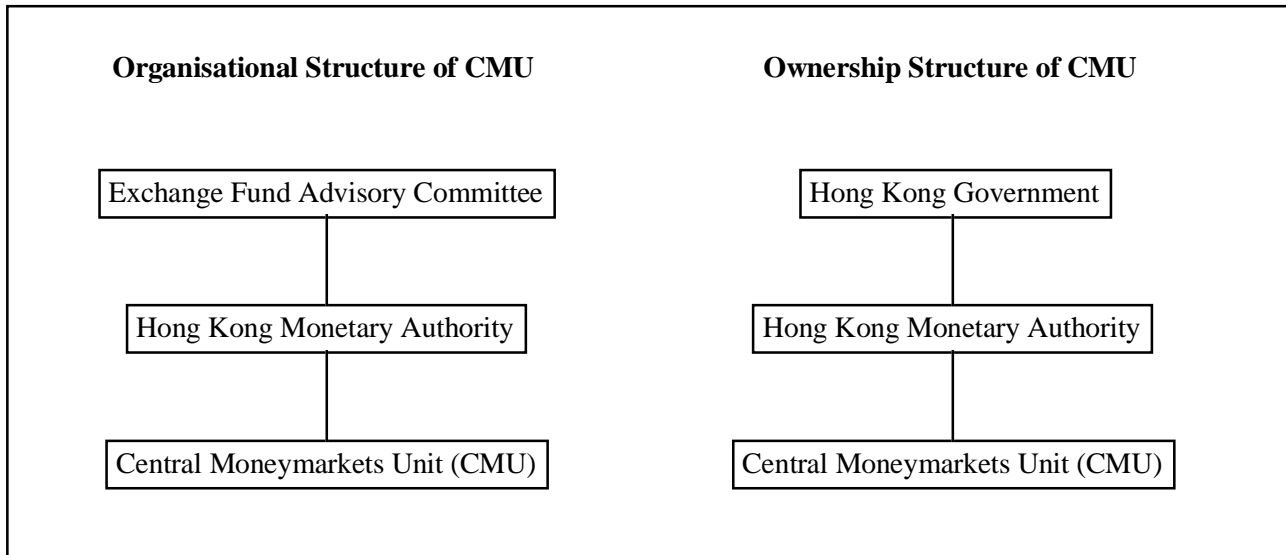 Organisational Structure of CMU
Exchange Fund Advisory Committee
Hong Kong Monetary Authority
Central Moneymarkets Unit (CMU)
Ownership Structure of CMU
Hong Kong Government
Hong Kong Monetary Authority
Central Moneymarkets Unit (CMU)